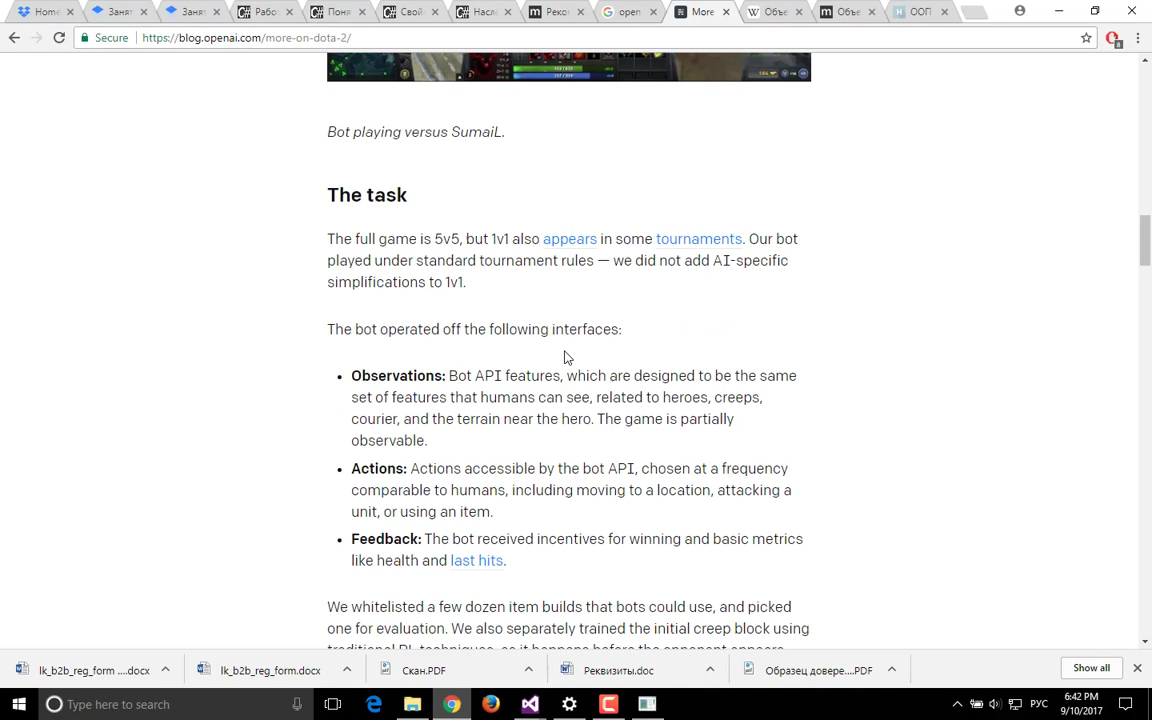 Home
Занят
Занят
Рабо
Поня
Свой
Насл
Реко
open
More
Объе
Объе
ООП
Secure
https://blog.openai.com/more-on-dota-2/
Bot playing versus SumaiL.
The task
The full game is 5v5, but 1v1 also appears in some tournaments. Our bot
played under standard tournament rules — we did not add AI-specific
simplifications to 1v1.
The bot operated off the following interfaces:
• Observations: Bot API features, which are designed to be the same
set of features that humans can see, related to heroes, creeps,
courier, and the terrain near the hero. The game is partially
observable.
• Actions: Actions accessible by the bot API, chosen at a frequency
comparable to humans, including moving to a location, attacking a
unit, or using an item.
• Feedback: The bot received incentives for winning and basic metrics
like health and last hits.
We whitelisted a few dozen item builds that bots could use, and picked
one for evaluation. We also separately trained the initial creep block using
traditional RL techniques, as it happens before the opponent appears.
lk_b2b_reg_form ....docx
lk_b2b_reg_form.docx
Скан.PDF
Реквизиты.doc
Образец довере....PDF
Show all
Type here to search
РУС
6:42 PM
9/10/2017